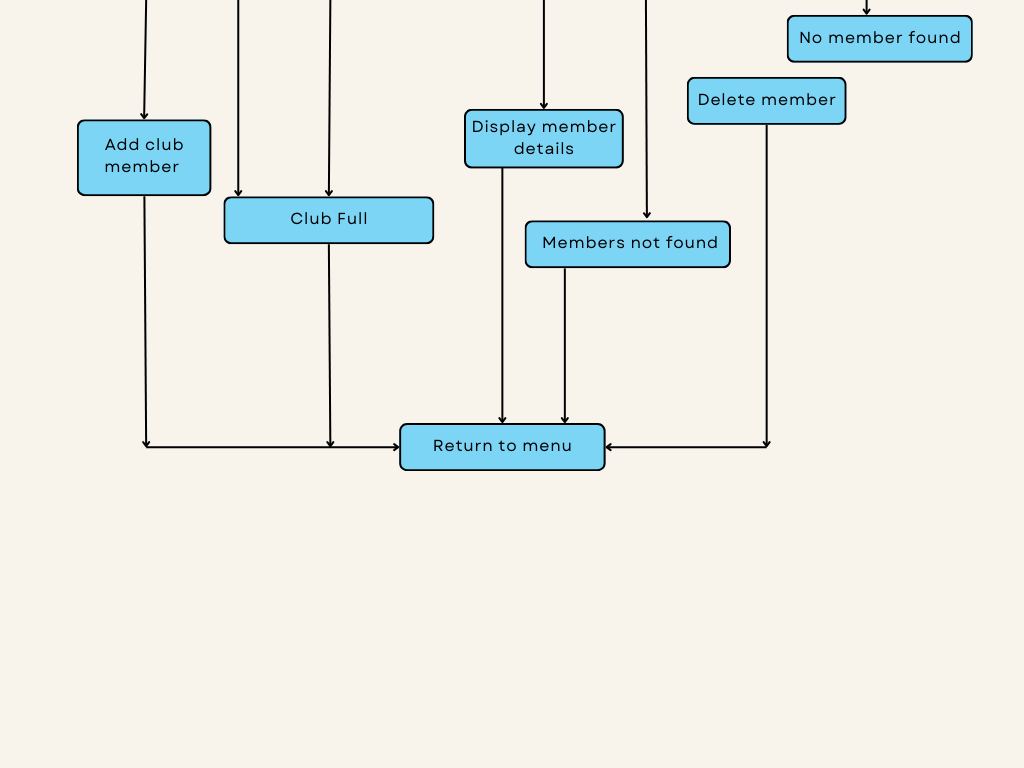 No member found
Delete member
Display member
details
Add club
member
Club Full
Members not found
Return to menu